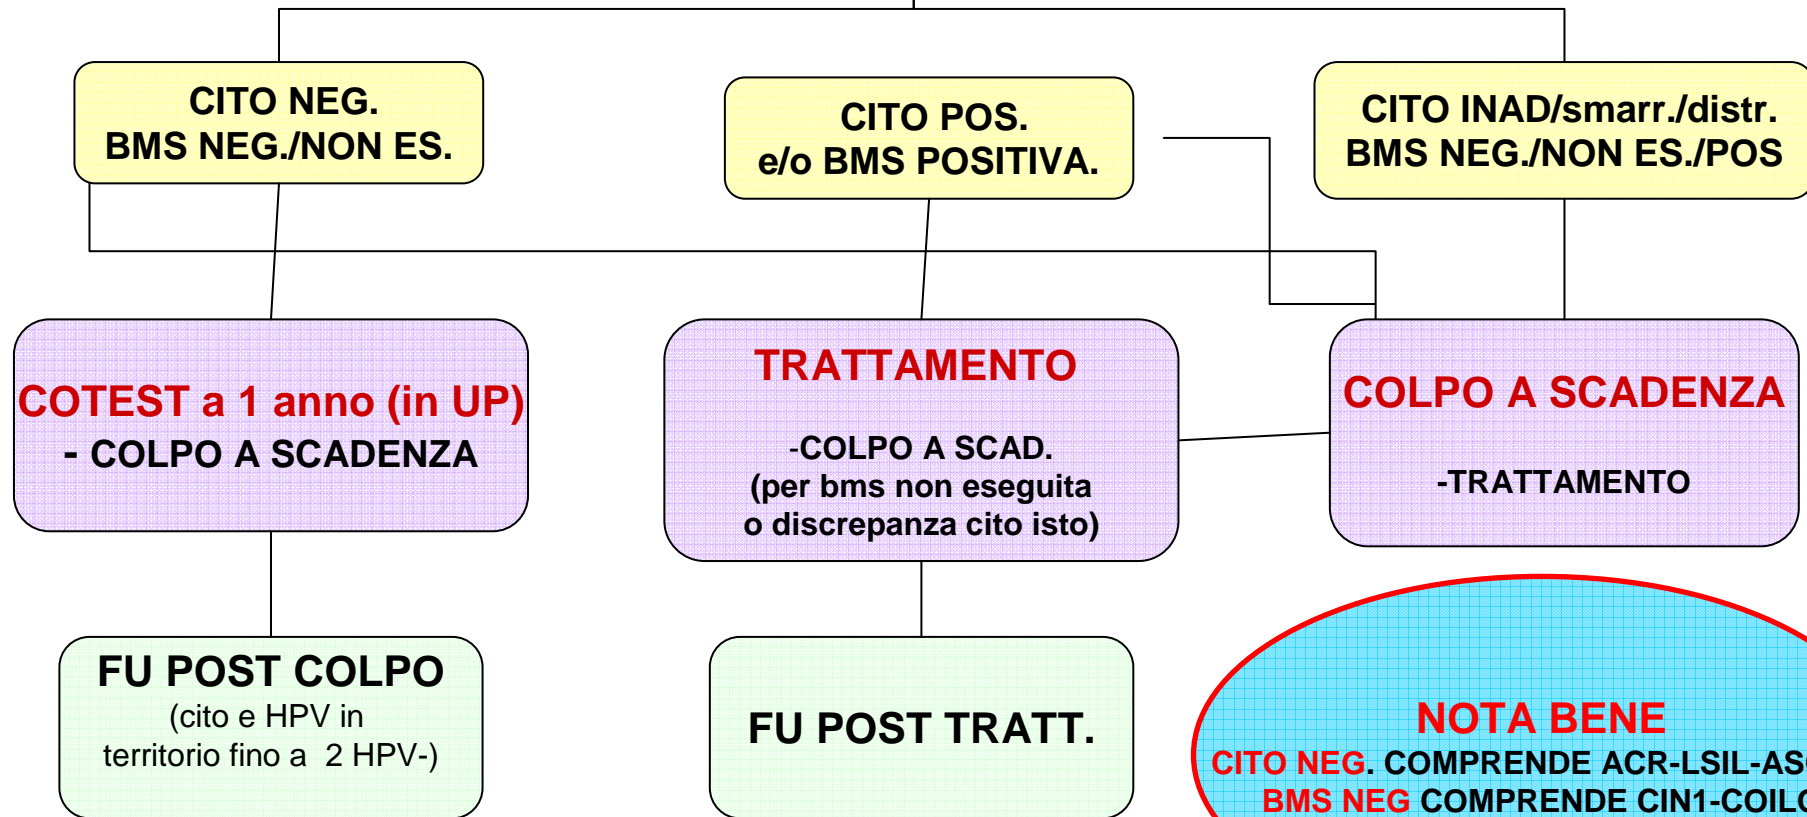 CITO NEG.
BMS NEG./NON ES.
CITO POS.
e/o BMS POSITIVA.
CITO INAD/smarr./distr.
BMS NEG./NON ES./POS
COTEST a 1 anno (in UP)
- COLPO A SCADENZA
TRATTAMENTO
-COLPO A SCAD.
(per bms non eseguita
o discrepanza cito isto)
COLPO A SCADENZA
-TRATTAMENTO
FU POST COLPO
(cito e HPV in
territorio fino a 2 HPV-)
FU POST TRATT.
NOTA BENE
CITO NEG. COMPRENDE ACR-LSIL-
BMS NEG COMPRENDE CIN1-